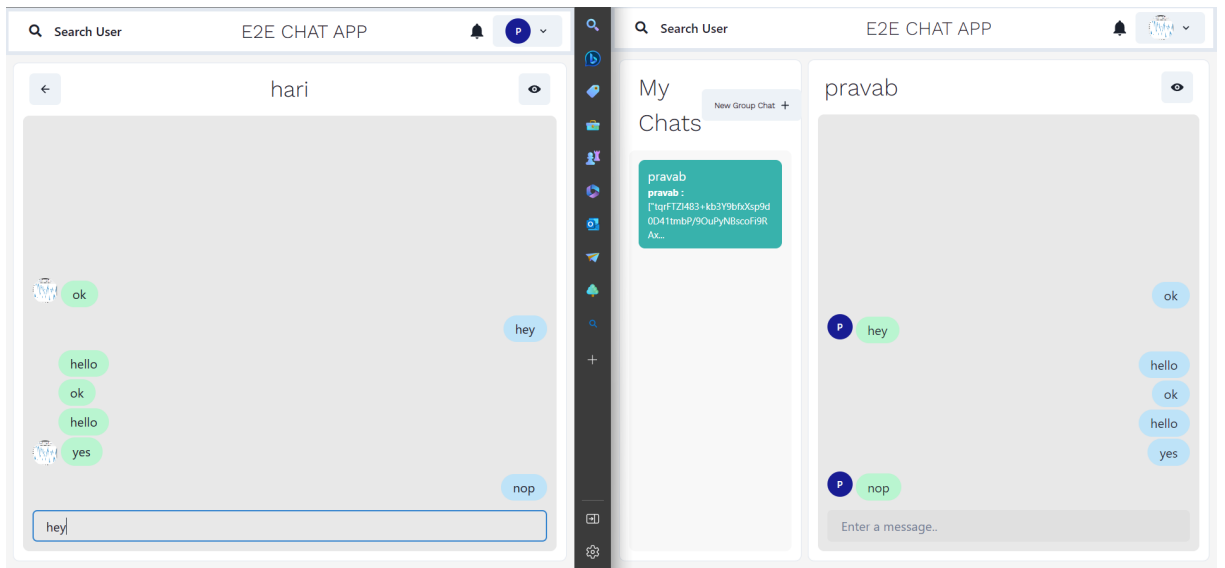 Search User
E2E CHAT APP
P
hari
ok
hey
hello
ok
hello
yes
nop
hey
Search User
E2E CHAT APP
My
Chats
New Group Chat +
pravab
pravab :
["tqrFTZI483+kb3Y9bfxXsp9d
0D41tmbP/9OuPyNBscoFi9R
Ax...
pravab
ok
P
hey
hello
ok
hello
yes
P
nop
Enter a message..